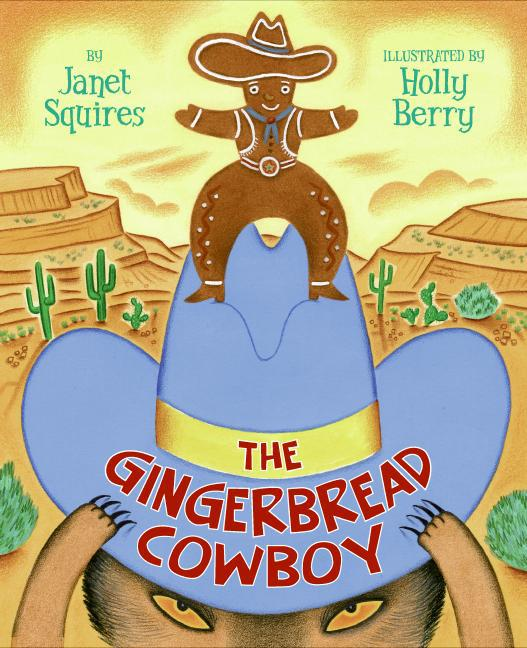 BY
Janet
Squires
ILLUSTRATED BY
Holly
Berry
THE
GINGERBREAD
COWBOY